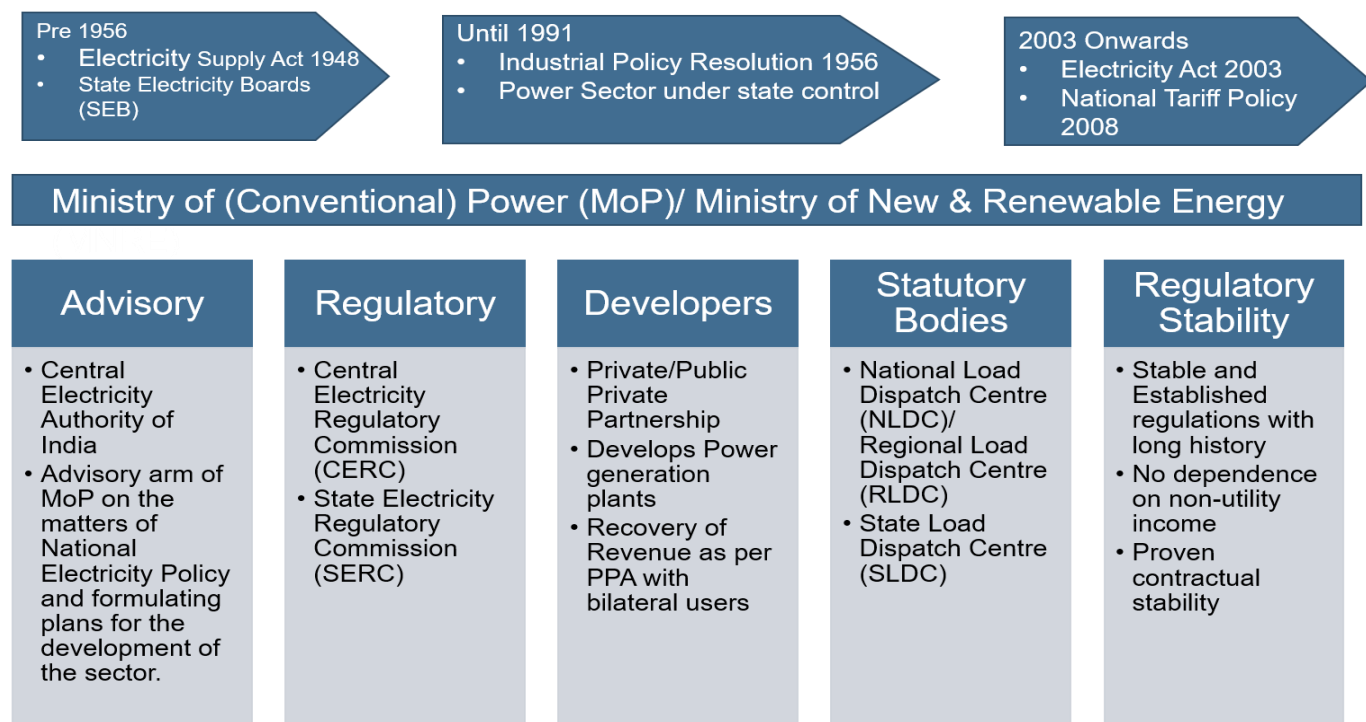 Pre 1956
• Electricity Supply Act 1948
• State Electricity Boards
(SEB)
Until 1991
• Industrial Policy Resolution 1956
• Power Sector under state control
2003 Onwards
• Electricity Act 2003
• National Tariff Policy
2008
Ministry of (Conventional) Power (MoP)/ Ministry of New & Renewable Energy
Advisory
• Central
Electricity
Authority of
India
• Advisory arm of
MoP on the
matters of
National
Electricity Policy
and formulating
plans for the
development of
the sector.
Regulatory
• Central
Electricity
Regulatory
Commission
(CERC)
• State Electricity
Regulatory
Commission
(SERC)
Developers
• Private/Public
Private
Partnership
• Develops Power
generation
plants
• Recovery of
Revenue as per
PPA with
bilateral users
Statutory
Bodies
• National Load
Dispatch Centre
(NLDC)/
Regional Load
Dispatch Centre
(RLDC)
• State Load
Dispatch Centre
(SLDC)
Regulatory
Stability
• Stable and
Established
regulations with
long history
• No dependence
on non-utility
income
• Proven
contractual
stability